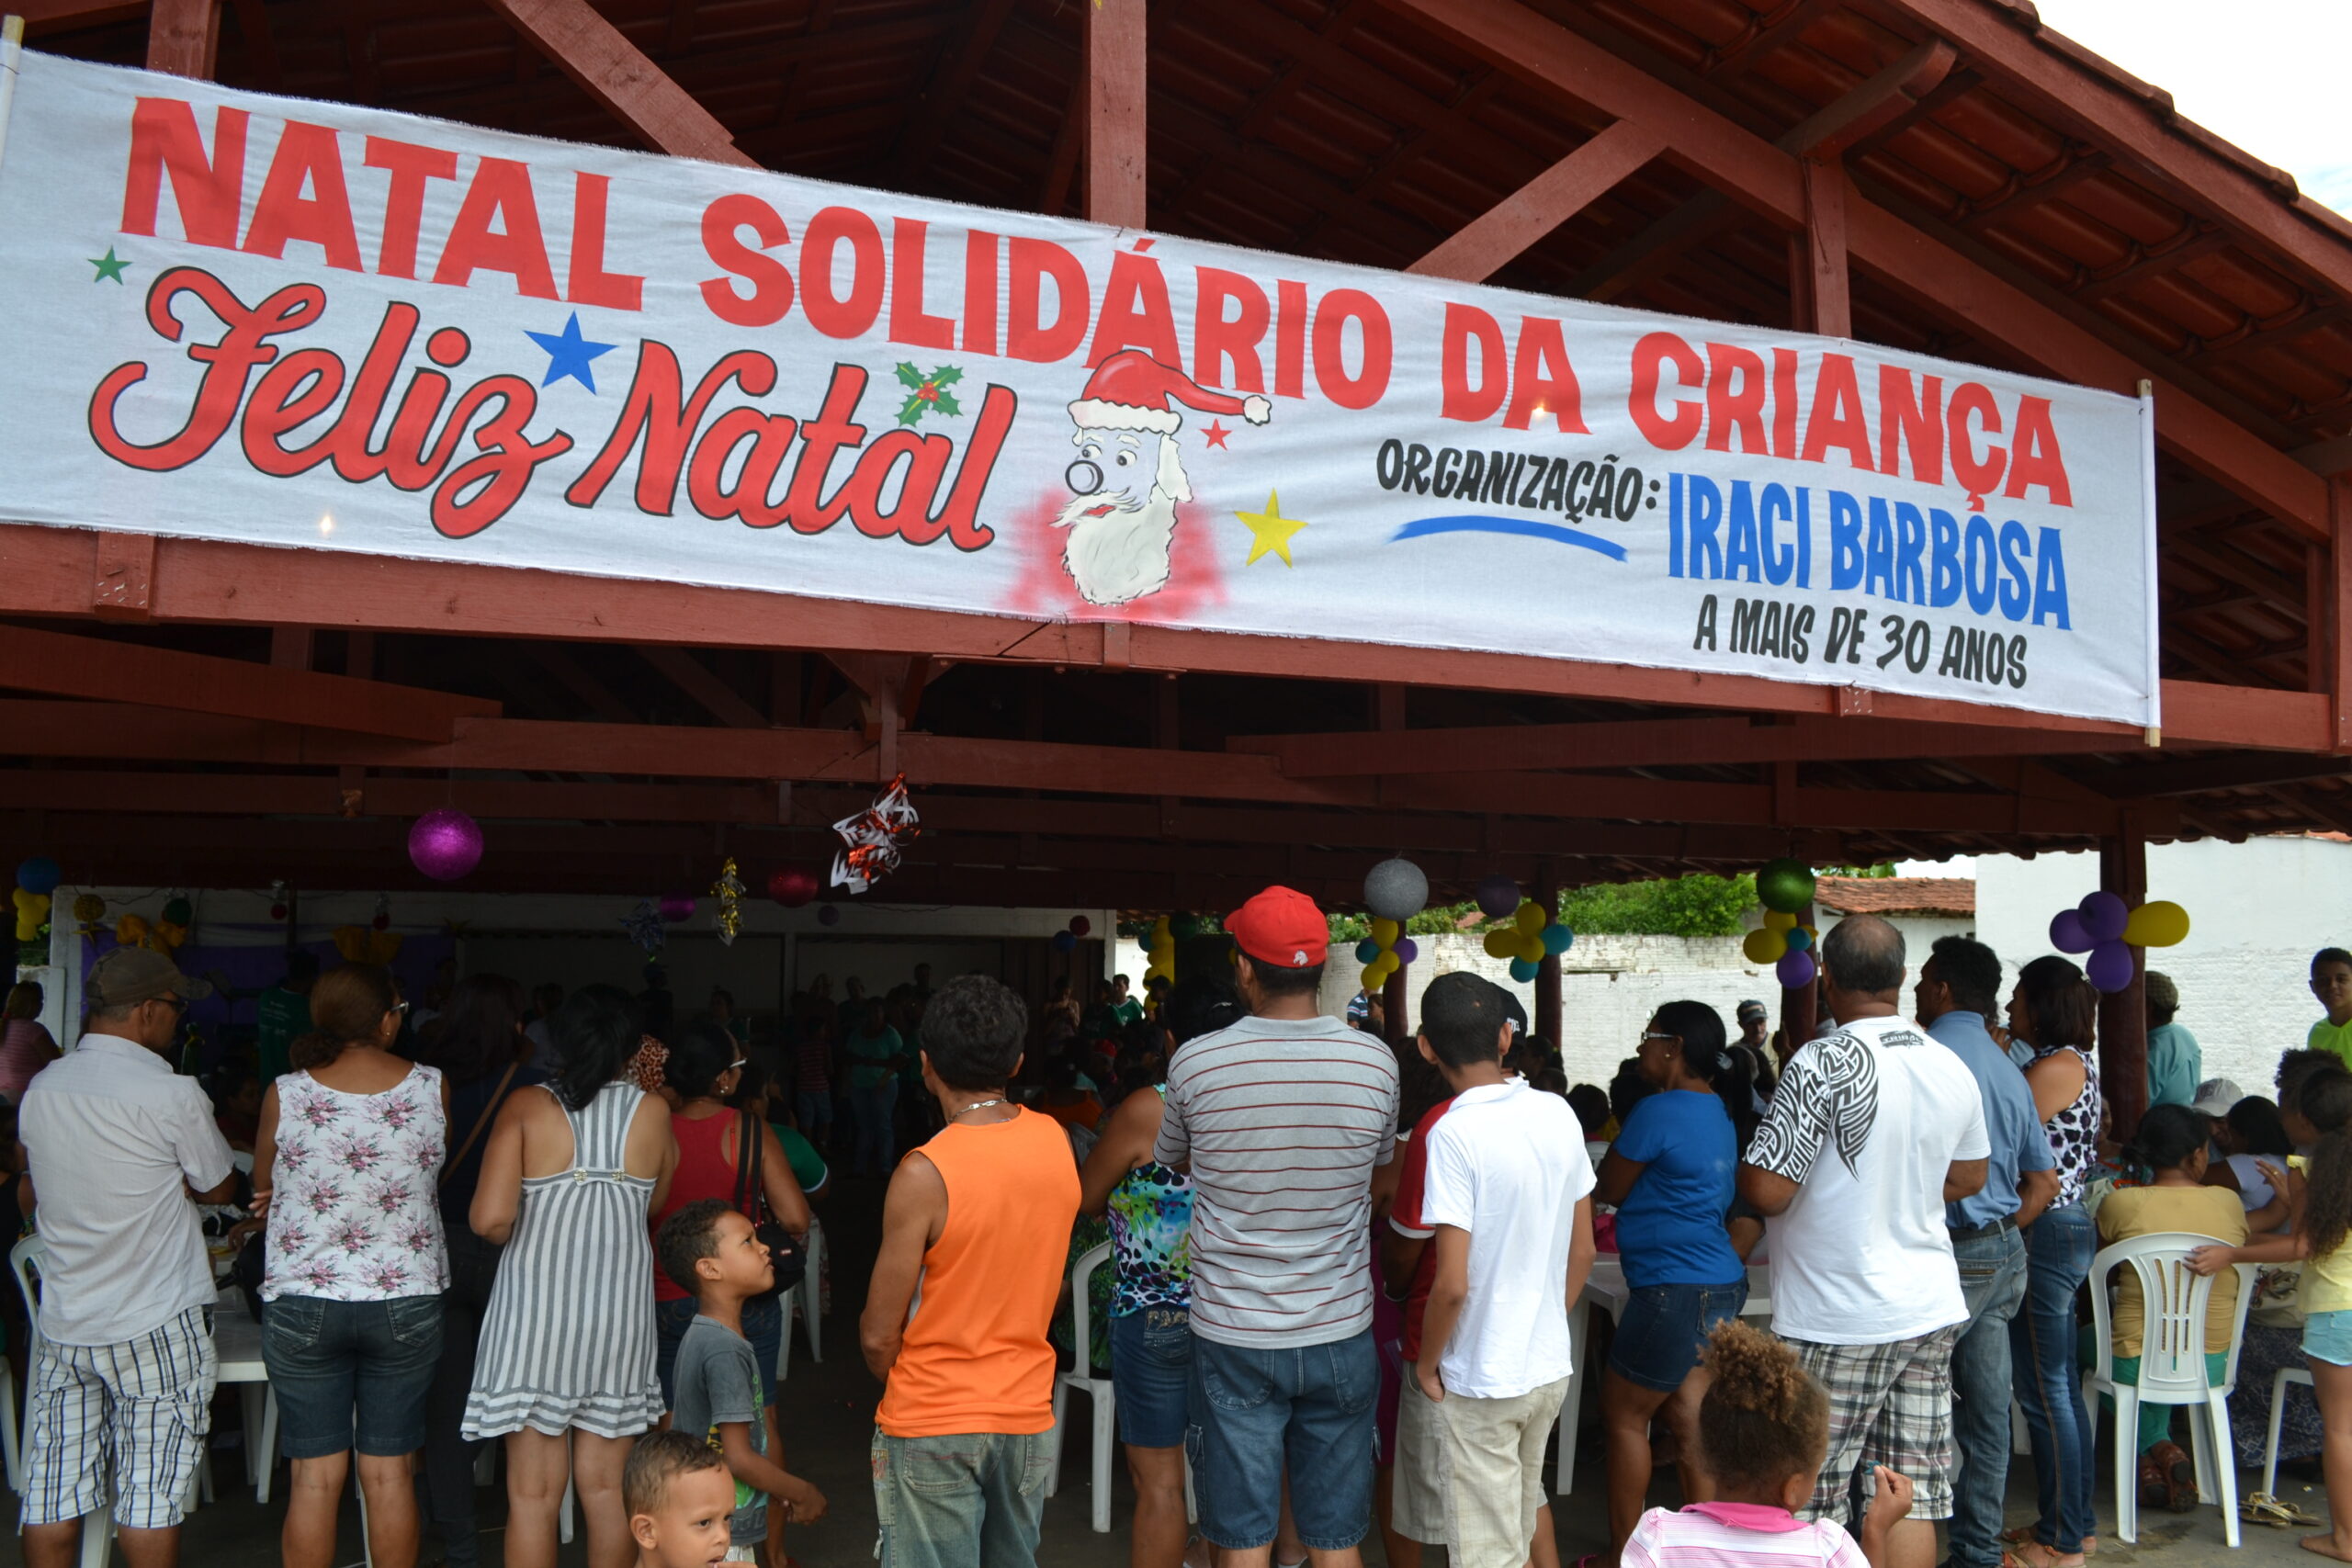 NATAL SOLIDÁRIO DA CRIANÇA
Feliz Natal
ORGANIZAÇÃO: IRACI BARBOSA
A MAIS DE 30 ANOS